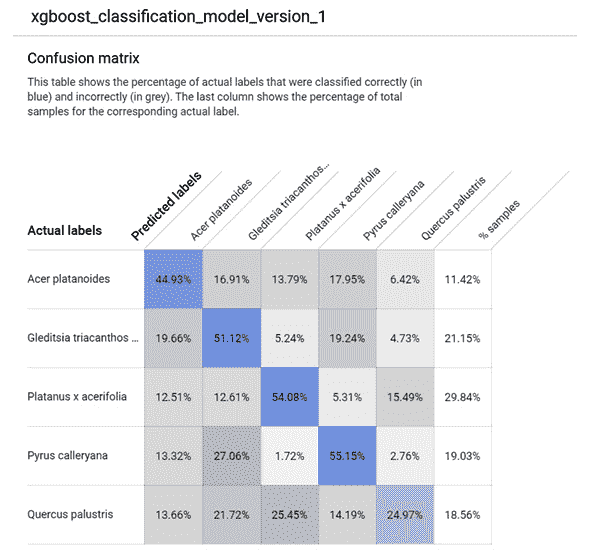 xgboost_classification_model_version_1
Confusion matrix
This table shows the percentage of actual labels that were classified correctly (in
blue) and incorrectly (in grey). The last column shows the percentage of total
samples for the corresponding actual label.
Actual labels Predicted labels Acer platanoides Gleditsia triacanthos... Platanus x acerifolia Pyrus calleryana Quercus palustris % samples
Acer platanoides 44.93% 16.91% 13.79% 17.95% 6.42% 11.42%
Gleditsia triacanthos ... 19.66% 51.12% 5.24% 19.24% 4.73% 21.15%
Platanus x acerifolia 12.51% 12.61% 54.08% 5.31% 15.49% 29.84%
Pyrus calleryana 13.32% 27.06% 1.72% 55.15% 2.76% 19.03%
Quercus palustris 13.66% 21.72% 25.45% 14.19% 24.97% 18.56%